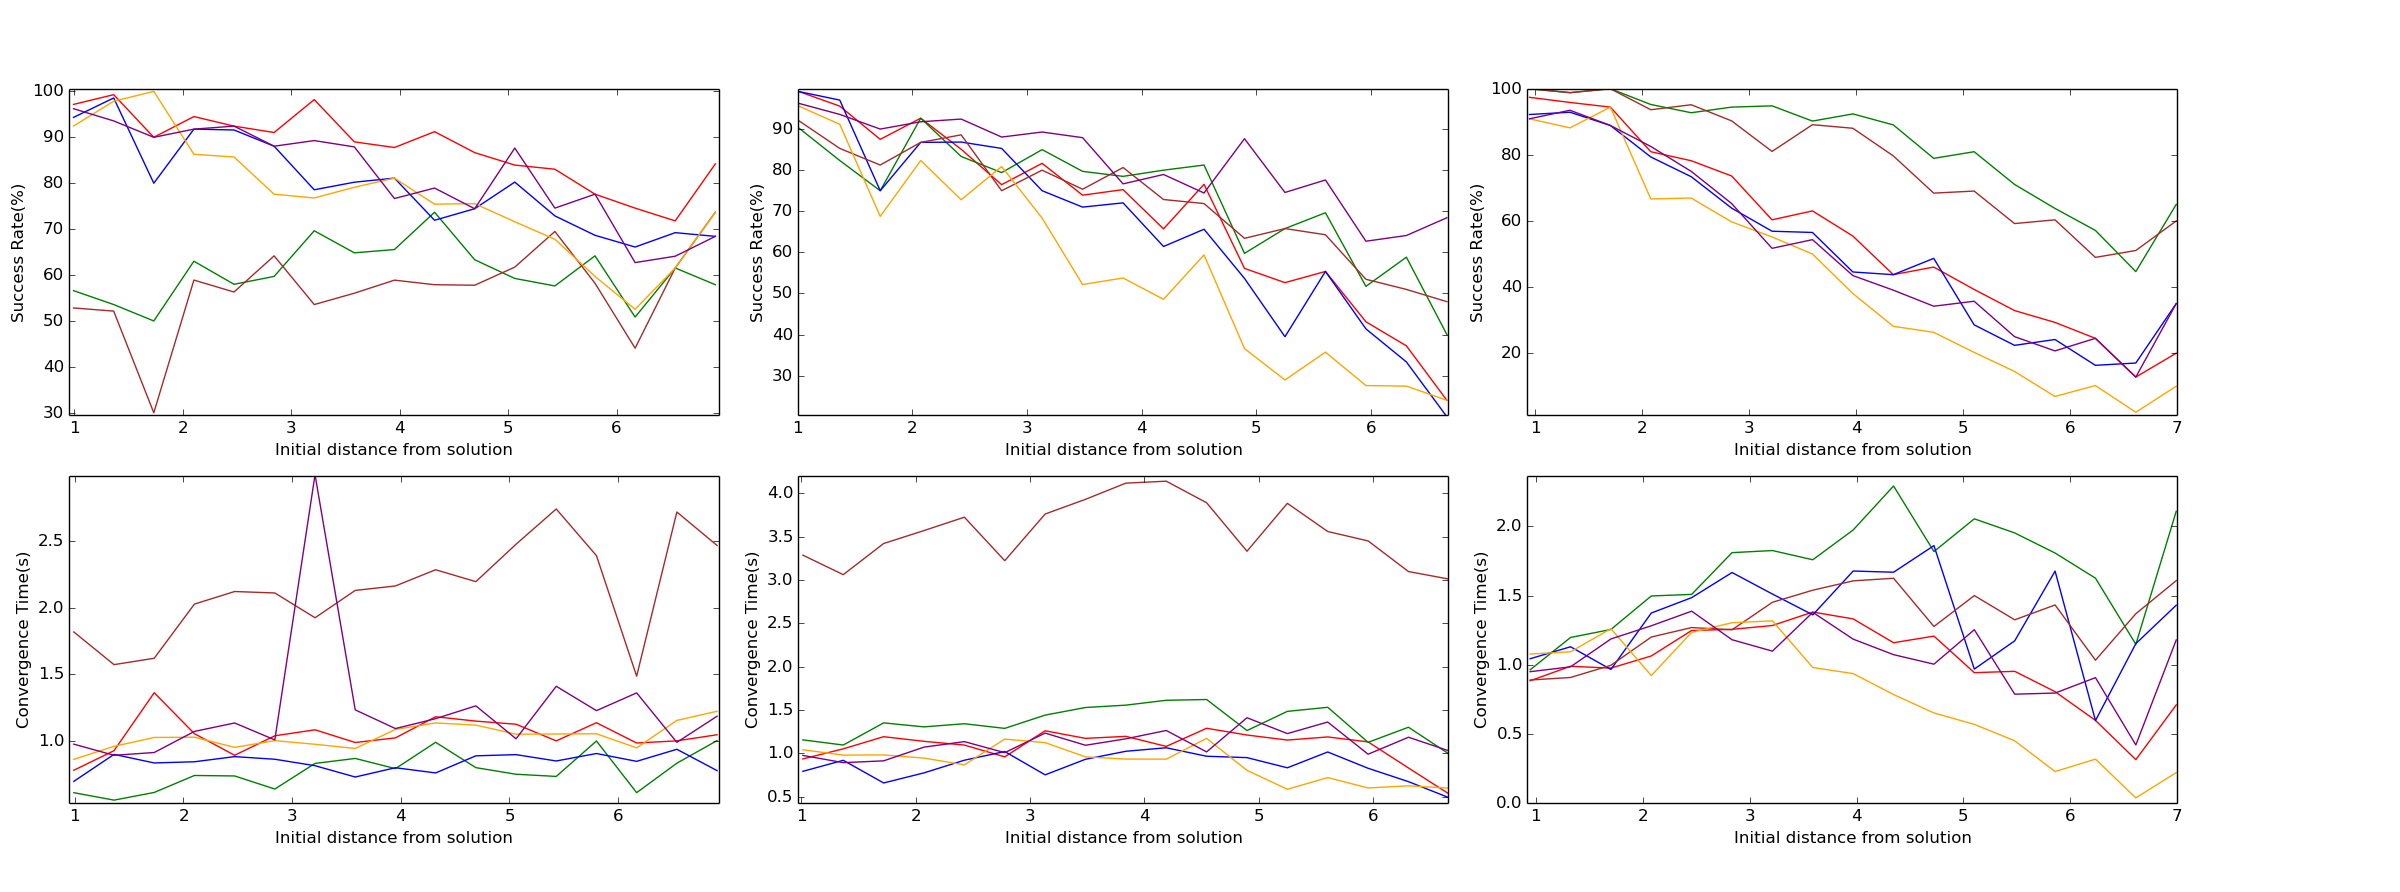 100
90
80
70
60
50
40
30
Success Rate(%)
1 2 3 4 5 6
Initial distance from solution
90
80
70
60
50
40
30
Success Rate(%)
1 2 3 4 5 6
Initial distance from solution
100
80
60
40
20
Success Rate(%)
1 2 3 4 5 6 7
Initial distance from solution
2.5
2.0
1.5
1.0
Convergence Time(s)
1 2 3 4 5 6
Initial distance from solution
4.0
3.5
3.0
2.5
2.0
1.5
1.0
0.5
Convergence Time(s)
1 2 3 4 5 6
Initial distance from solution
2.0
1.5
1.0
0.5
0.0
Convergence Time(s)
1 2 3 4 5 6 7
Initial distance from solution